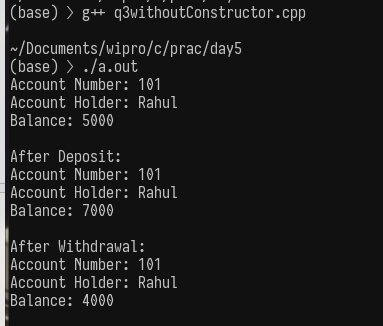 (base) > g++ q3withoutConstructor.cpp
~/Documents/wipro/c/prac/day5
(base) > ./a.out
Account Number: 101
Account Holder: Rahul
Balance: 5000
After Deposit:
Account Number: 101
Account Holder: Rahul
Balance: 7000
After Withdrawal:
Account Number: 101
Account Holder: Rahul
Balance: 4000